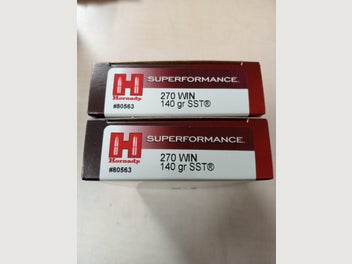 SUPERFORMANCE
H
Hornady
270 WIN
#80563
140 gr SST®
SUPERFORMANCE
H
Hornady
270 WIN
#80563
140 gr SST®